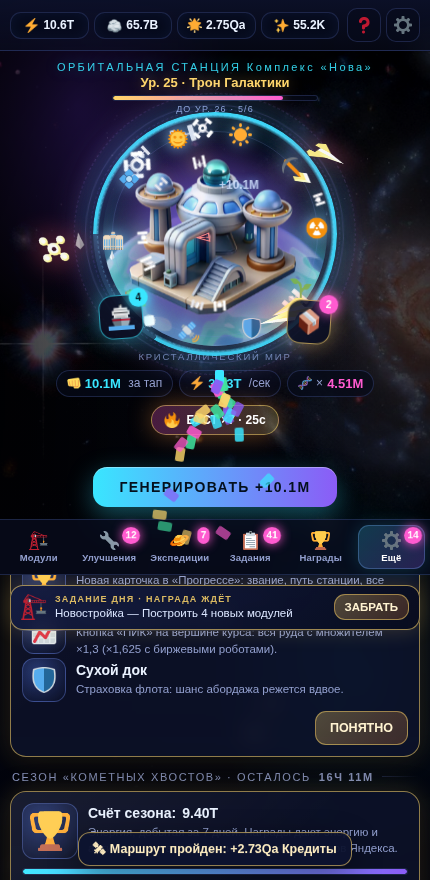 10.6T 65.7B 2.75Qa 55.2K
ОРБИТАЛЬНАЯ СТАНЦИЯ Комплекс «Нова»
Ур. 25 · Трон Галактики
ДО УР. 26 · 5/6
+10.1M
4
2
КРИСТАЛЛИЧЕСКИЙ МИР
10.1M за тап
/сек
× 4.51M
· 25с
ГЕНЕРИРОВАТЬ +10.1M
12 7 41 14
Модули Улучшения Экспедиции Задания Награды Ещё
Новая карточка в «Прогрессе»: звание, путь станции, все
ЗАДАНИЕ ДНЯ · НАГРАДА ЖДЁТ
Новостройка — Построить 4 новых модулей
ЗАБРАТЬ
Кнопка «ПИК» на вершине курса: вся руда с множителем
×1,3 (×1,625 с биржевыми роботами).
Сухой док
Страховка флота: шанс абордажа режется вдвое.
ПОНЯТНО
СЕЗОН «КОМЕТНЫХ ХВОСТОВ» · ОСТАЛОСЬ 16Ч 11М
Счёт сезона: 9.40T
Энергия, добытая за 7 дней. Награды дают энергию и
Яндекса.
Маршрут пройден: +2.73Qa Кредиты